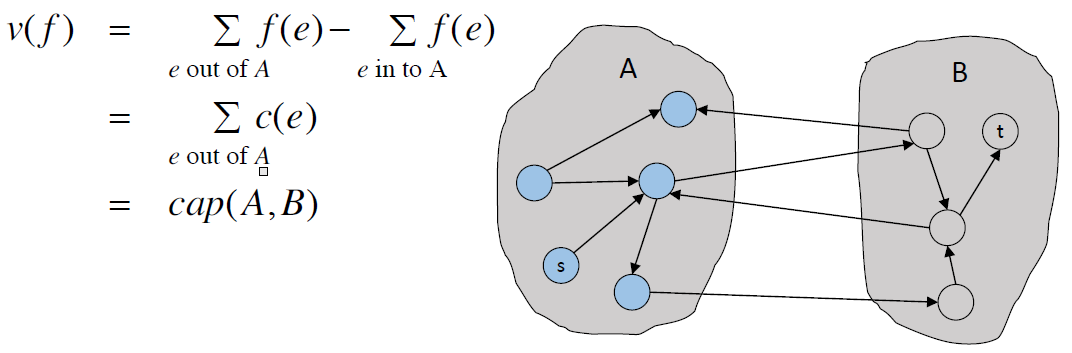 v(f) = Σ f(e) − Σ f(e)
e out of A e in to A
= Σ c(e)
e out of A
= cap(A, B)
A
B
t
s